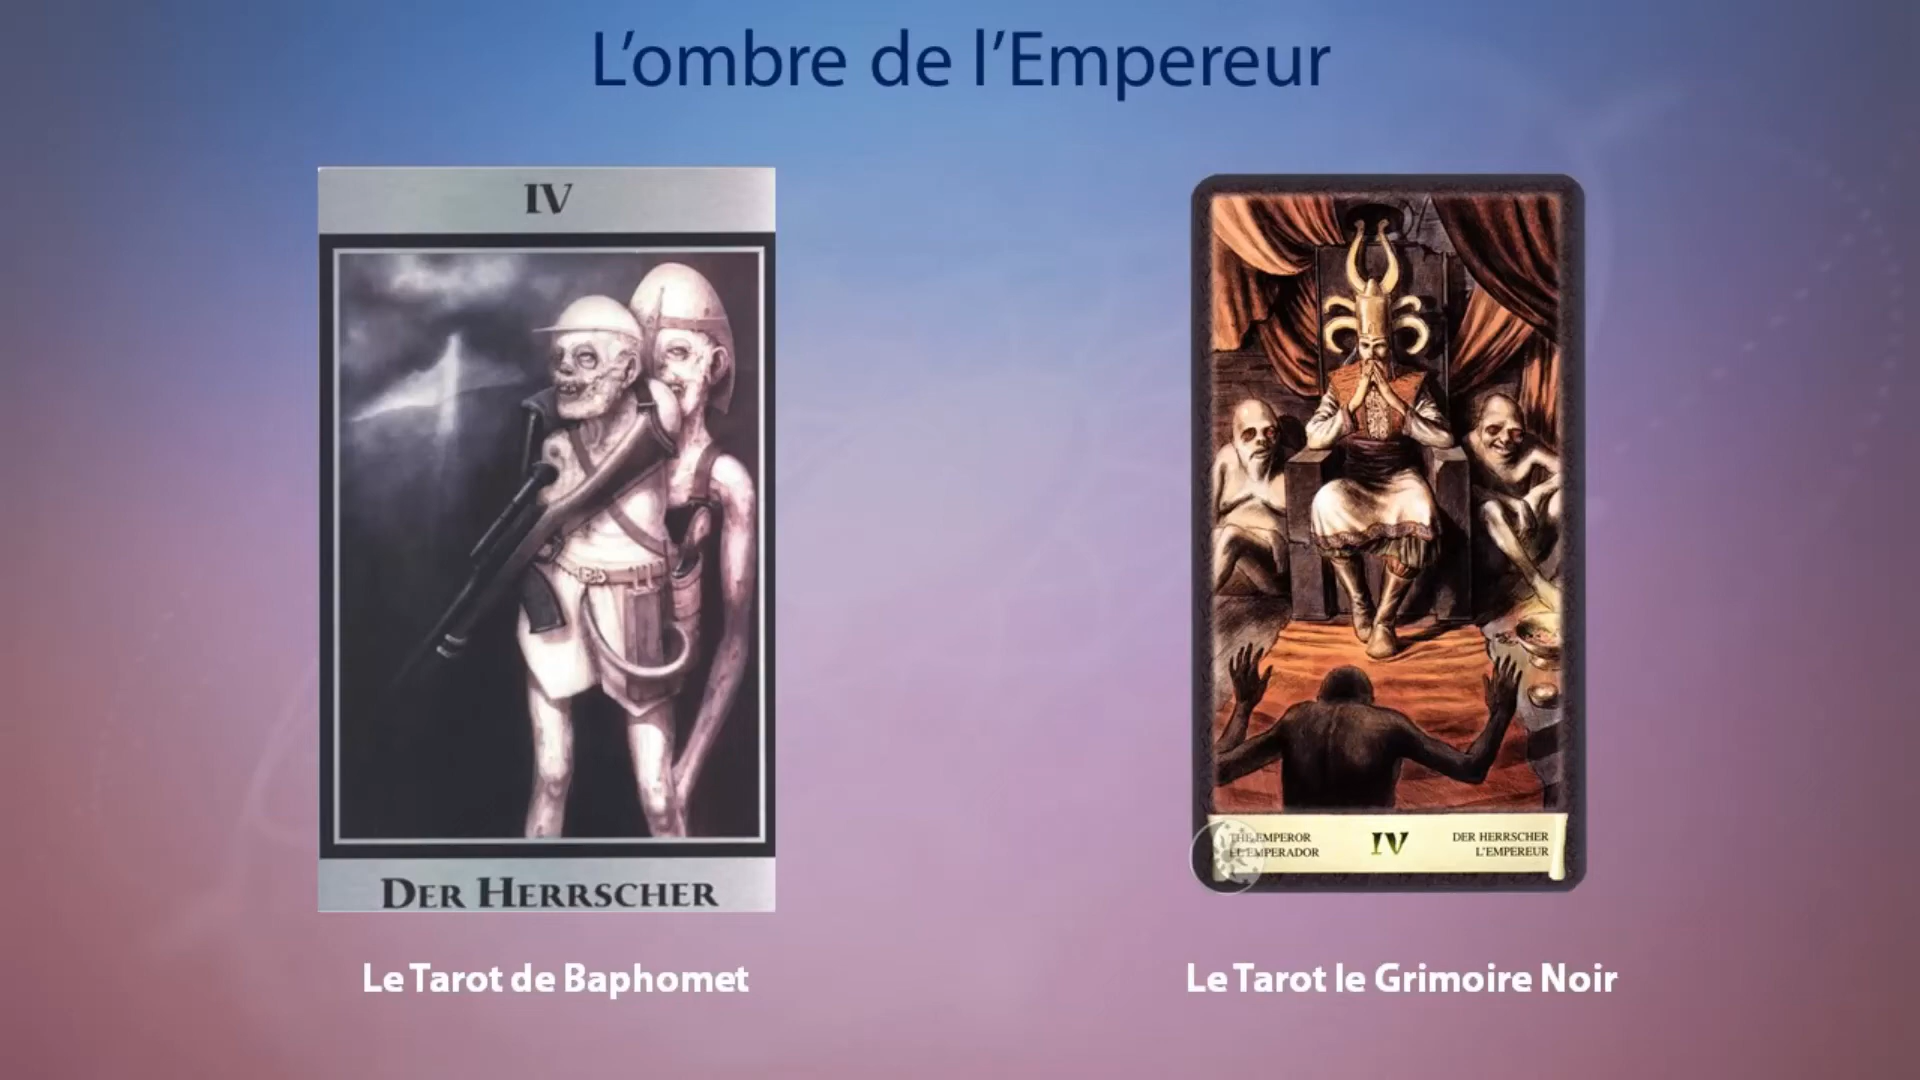 L'ombre de l'Empereur
IV
DER HERRSCHER
THE EMPEROR
EL EMPERADOR
IV
DER HERRSCHER
L'EMPEREUR
Le Tarot de Baphomet
Le Tarot le Grimoire Noir